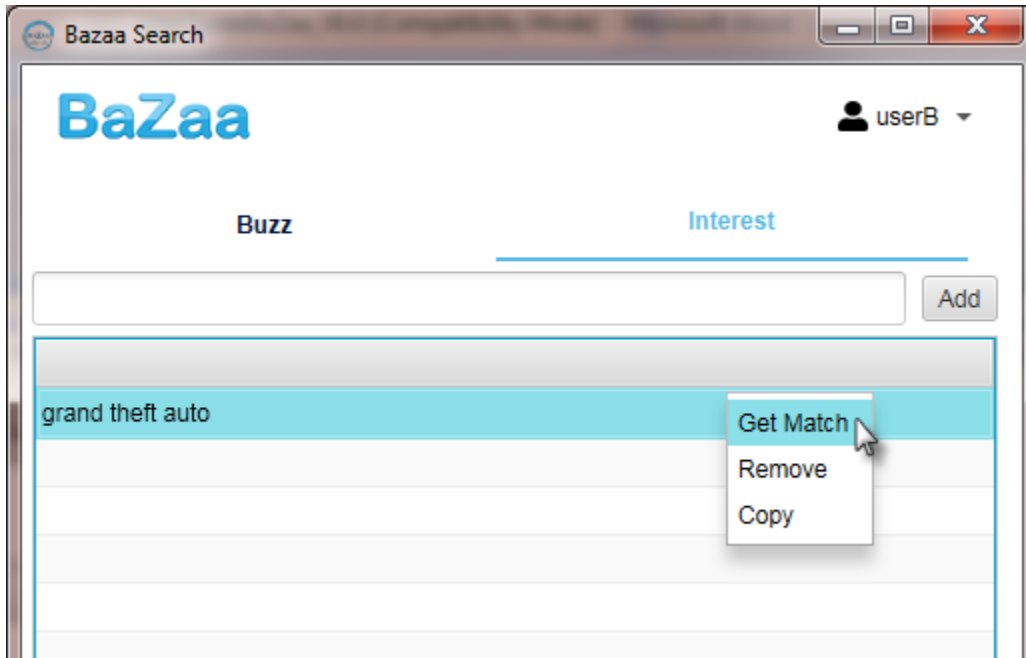 Bazaa Search
BaZaa
userB
Buzz
Interest
Add
grand theft auto
Get Match
Remove
Copy